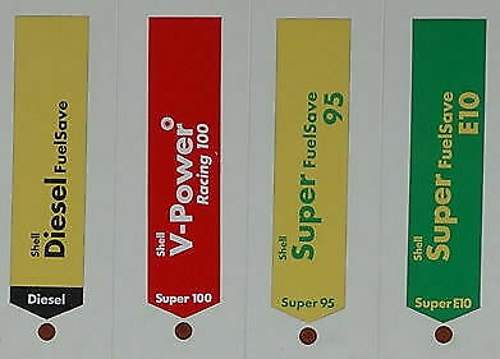 Shell
Diesel FuelSave
Diesel
Shell
V-Power
Racing 100
Super 100
Shell
Super FuelSave
95
Super 95
Shell
Super FuelSave
E10
Super E10